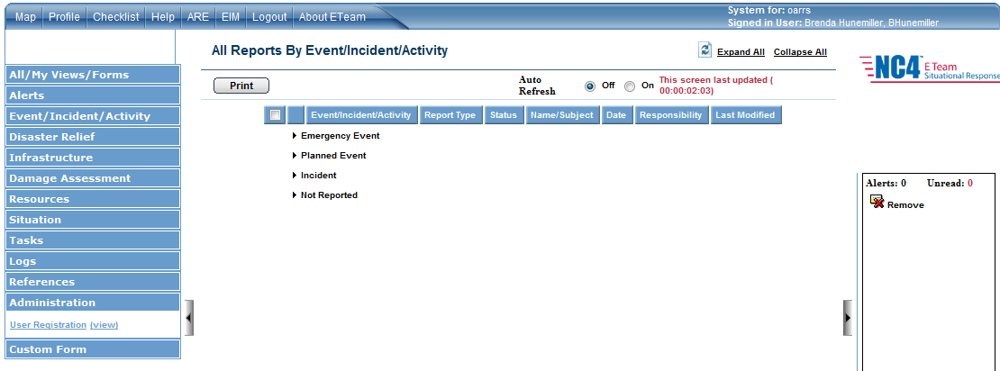 Map Profile Checklist Help ARE EIM Logout About ETeam
System for: oarrs
Signed in User: Brenda Hunemiller, BHunemiller
All Reports By Event/Incident/Activity
Expand All Collapse All
NC4 E Team
Situational Response
Print
Auto
Refresh
Off On
This screen last updated (
00:00:02:03)
All/My Views/Forms
Alerts
Event/Incident/Activity
Disaster Relief
Infrastructure
Damage Assessment
Resources
Situation
Tasks
Logs
References
Administration
User Registration (view)
Custom Form
Event/Incident/Activity Report Type Status Name/Subject Date Responsibility Last Modified
Emergency Event
Planned Event
Incident
Not Reported
Alerts: 0 Unread: 0
Remove